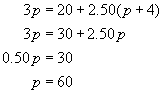 3p = 20 + 2.50(p + 4)
3p = 30 + 2.50p
0.50p = 30
p = 60